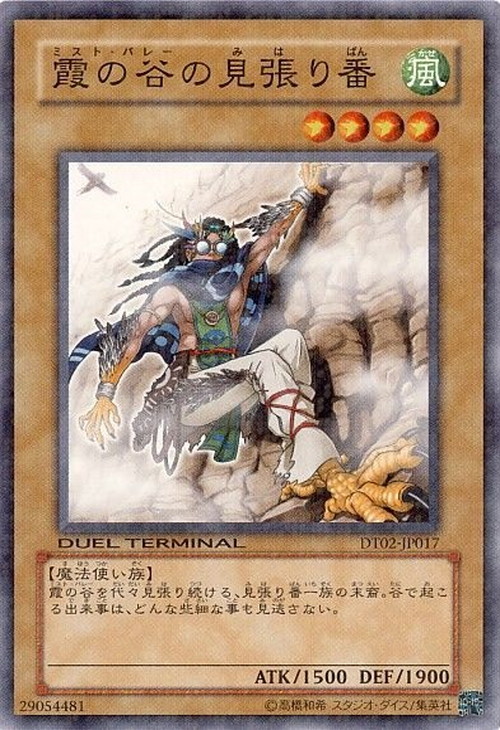 ミスト・バレー みは ばん
霞の谷の見張り番
かぜ
風
DUEL TERMINAL DT02-JP017
【魔法使い族】
霞の谷を代々見張り続ける、見張り番一族の末裔。谷で起こ
る出来事は、どんな些細な事も見逃さない。
ATK/1500 DEF/1900
29054481 ©高橋和希 スタジオ・ダイス/集英社